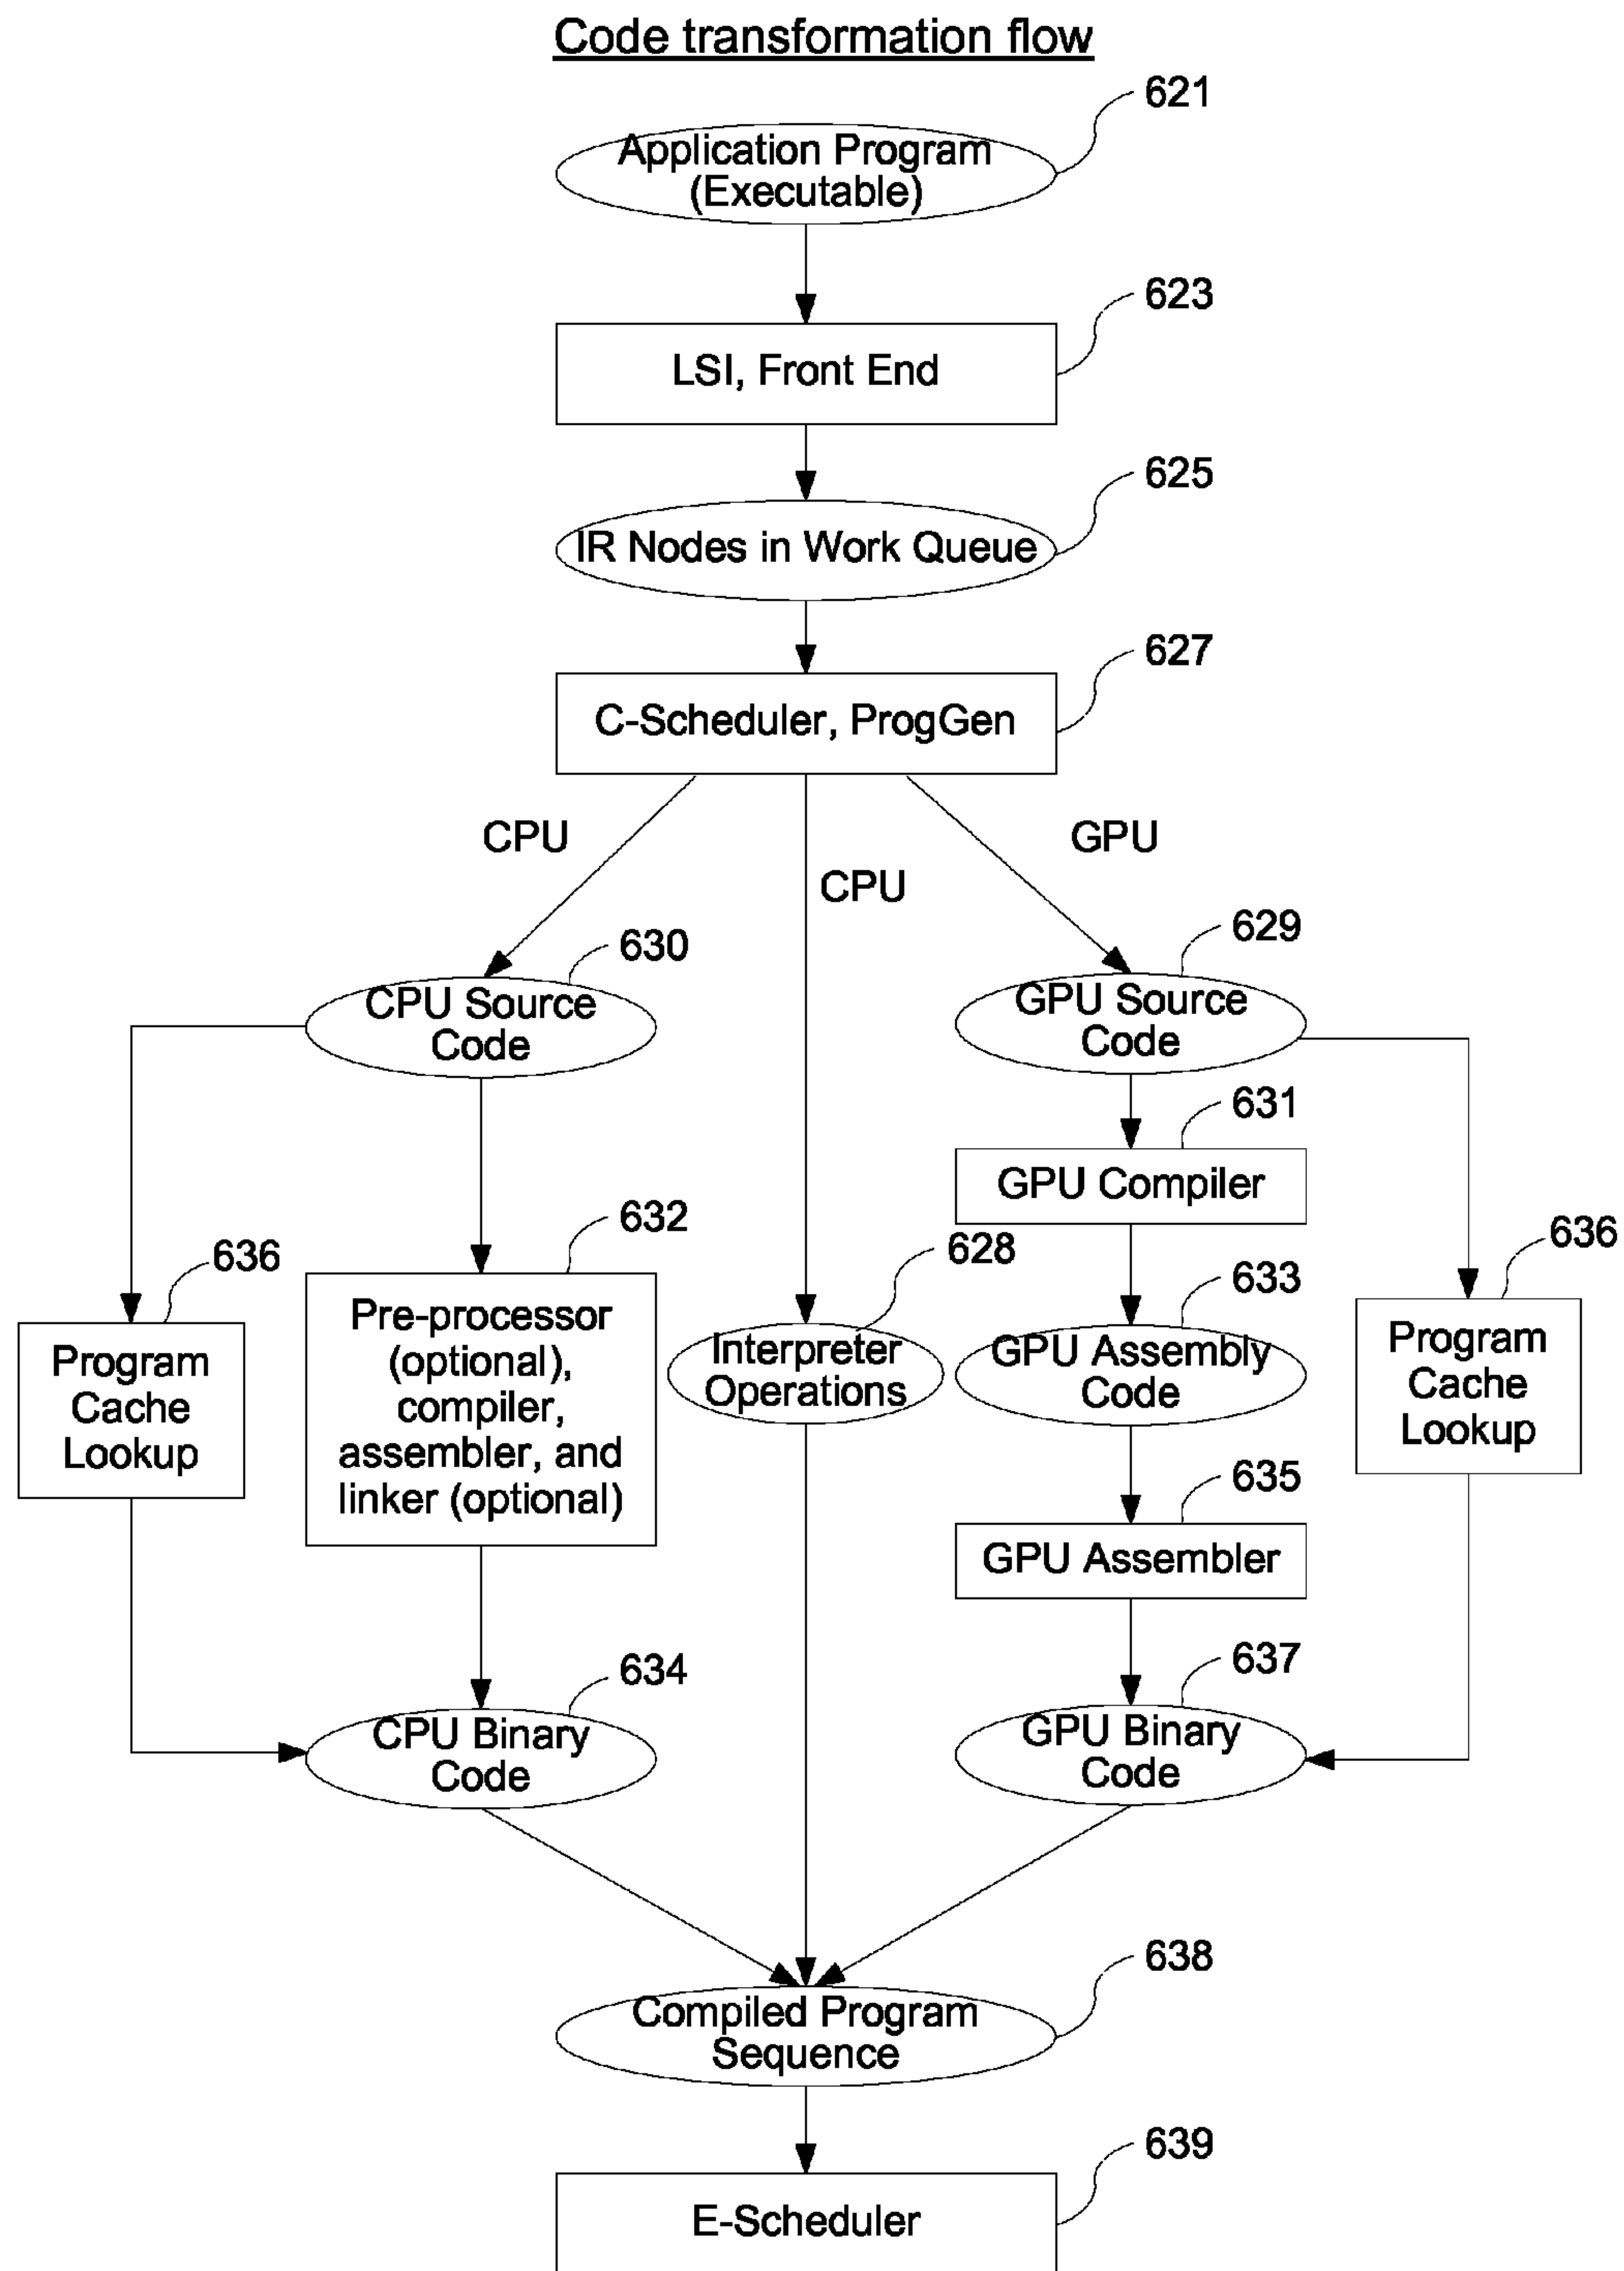 Code transformation flow
621
Application Program
(Executable)
623
LSI, Front End
625
IR Nodes in Work Queue
627
C-Scheduler, ProgGen
CPU
CPU
GPU
630
CPU Source
Code
629
GPU Source
Code
631
GPU Compiler
636
Program
Cache
Lookup
632
Pre-processor
(optional),
compiler,
assembler, and
linker (optional)
628
Interpreter
Operations
633
GPU Assembly
Code
636
Program
Cache
Lookup
635
GPU Assembler
634
CPU Binary
Code
637
GPU Binary
Code
638
Compiled Program
Sequence
639
E-Scheduler